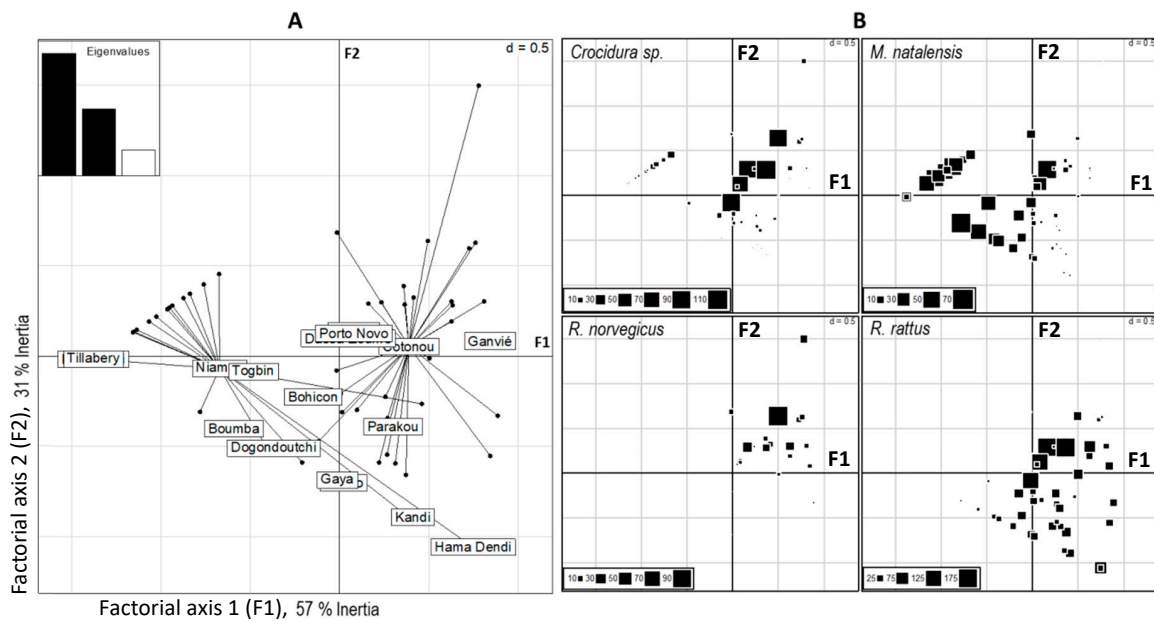 A
B
Eigenvalues
F2
d = 0.5
Porto Novo
Cotonou
Ganvié
F1
Tillabery
Niam
Togbin
Bohicon
Boumba
Parakou
Dogondoutchi
Gaya
Kandi
Hama Dendi
Factorial axis 2 (F2), 31 % Inertia
Factorial axis 1 (F1), 57 % Inertia
Crocidura sp.
F2
d = 0.5
F1
10 30 50 70 90 110
M. natalensis
F2
d = 0.5
F1
10 30 50 70
R. norvegicus
F2
d = 0.5
F1
10 30 50 70 90
R. rattus
F2
d = 0.5
F1
25 75 125 175